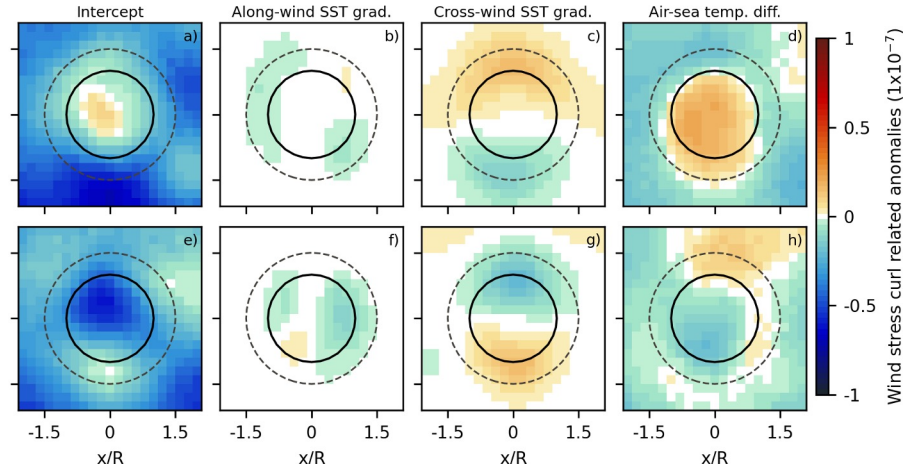 Intercept
Along-wind SST grad.
Cross-wind SST grad.
Air-sea temp. diff.
a)
b)
c)
d)
e)
f)
g)
h)
-1.5
0
1.5
-1.5
0
1.5
-1.5
0
1.5
-1.5
0
1.5
x/R
x/R
x/R
x/R
1
0.5
0
-0.5
-1
Wind stress curl related anomalies (1x10⁻⁷)